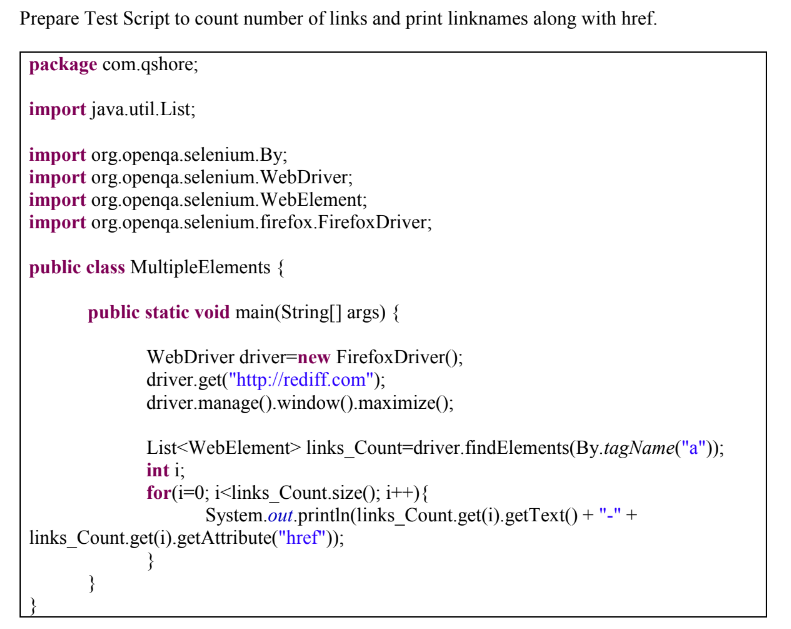 Prepare Test Script to count number of links and print linknames along with href.
package com.qshore;
import java.util.List;
import org.openqa.selenium.By;
import org.openqa.selenium.WebDriver;
import org.openqa.selenium.WebElement;
import org.openqa.selenium.firefox.FirefoxDriver;
public class MultipleElements {
public static void main(String[] args) {
WebDriver driver=new FirefoxDriver();
driver.get("http://rediff.com");
driver.manage().window().maximize();
List<WebElement> links_Count=driver.findElements(By.tagName("a"));
int i;
for(i=0; i<links_Count.size(); i++){
System.out.println(links_Count.get(i).getText() + "-" +
links_Count.get(i).getAttribute("href"));
}
}
}